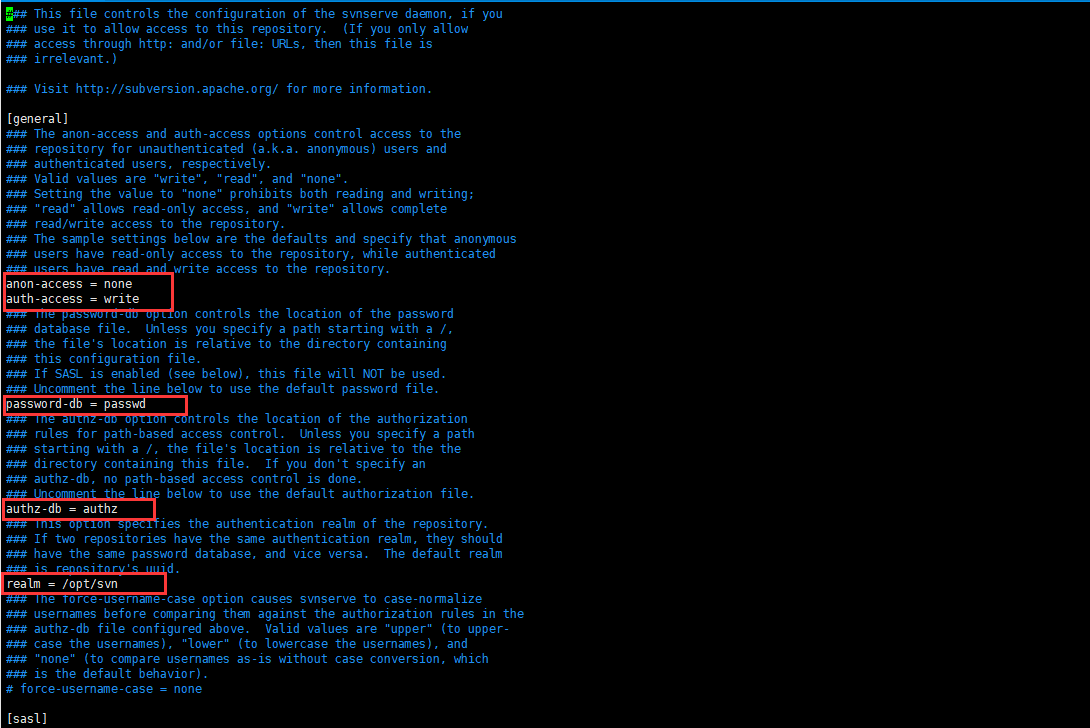 ### This file controls the configuration of the svnserve daemon, if you
### use it to allow access to this repository.  (If you only allow
### access through http: and/or file: URLs, then this file is
### irrelevant.)

### Visit http://subversion.apache.org/ for more information.

[general]
### The anon-access and auth-access options control access to the
### repository for unauthenticated (a.k.a. anonymous) users and
### authenticated users, respectively.
### Valid values are "write", "read", and "none".
### Setting the value to "none" prohibits both reading and writing;
### "read" allows read-only access, and "write" allows complete
### read/write access to the repository.
### The sample settings below are the defaults and specify that anonymous
### users have read-only access to the repository, while authenticated
### users have read and write access to the repository.
anon-access = none
auth-access = write
### The password-db option controls the location of the password
### database file.  Unless you specify a path starting with a /,
### the file's location is relative to the directory containing
### this configuration file.
### If SASL is enabled (see below), this file will NOT be used.
### Uncomment the line below to use the default password file.
password-db = passwd
### The authz-db option controls the location of the authorization
### rules for path-based access control.  Unless you specify a path
### starting with a /, the file's location is relative to the the
### directory containing this file.  If you don't specify an
### authz-db, no path-based access control is done.
### Uncomment the line below to use the default authorization file.
authz-db = authz
### This option specifies the authentication realm of the repository.
### If two repositories have the same authentication realm, they should
### have the same password database, and vice versa.  The default realm
### is repository's uuid.
realm = /opt/svn
### The force-username-case option causes svnserve to case-normalize
### usernames before comparing them against the authorization rules in the
### authz-db file configured above.  Valid values are "upper" (to upper-
### case the usernames), "lower" (to lowercase the usernames), and
### "none" (to compare usernames as-is without case conversion, which
### is the default behavior).
# force-username-case = none

[sasl]